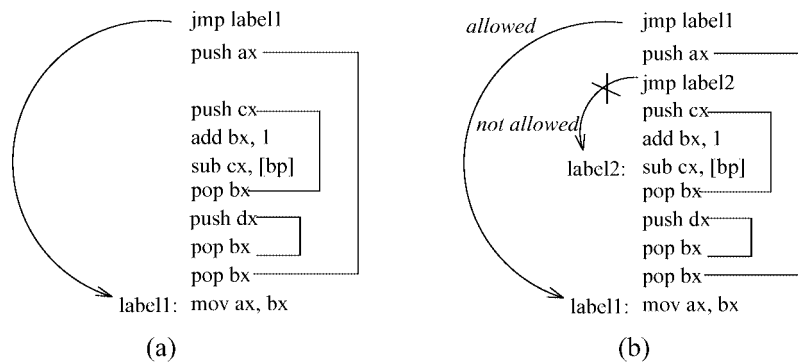 jmp label1
push ax
push cx
add bx, 1
sub cx, [bp]
pop bx
push dx
pop bx
pop bx
label1: mov ax, bx
(a)
allowed
jmp label1
push ax
jmp label2
push cx
not allowed
add bx, 1
label2: sub cx, [bp]
pop bx
push dx
pop bx
pop bx
label1: mov ax, bx
(b)